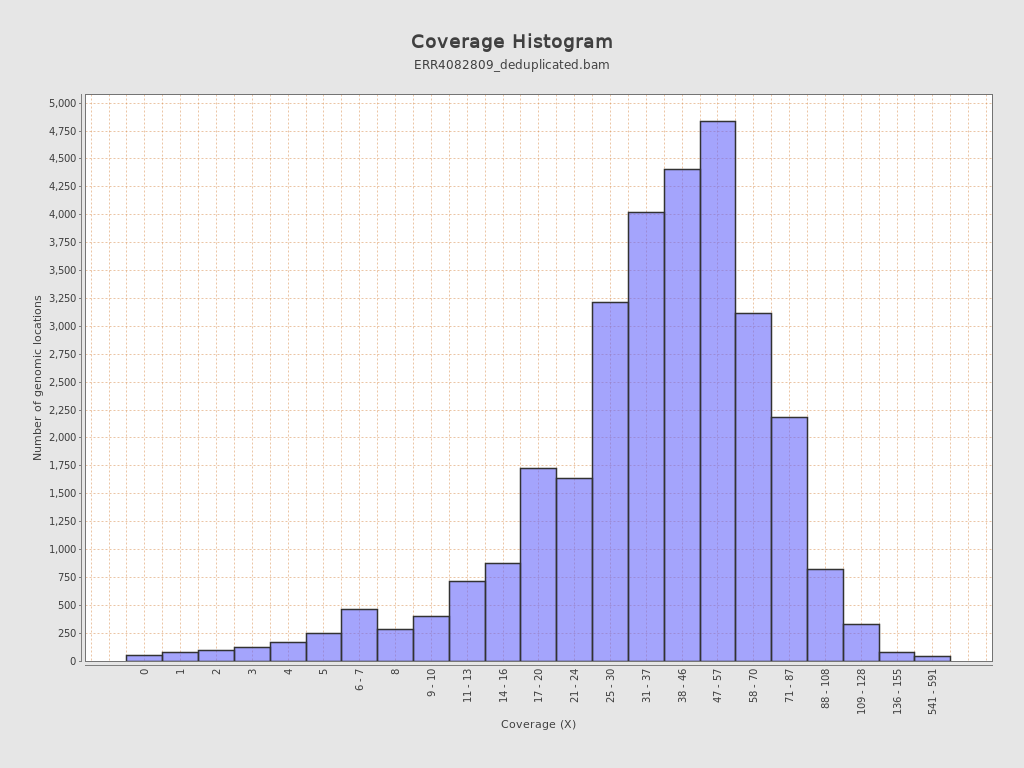 Coverage Histogram
ERR4082809_deduplicated.bam
Number of genomic locations
5,000
4,750
4,500
4,250
4,000
3,750
3,500
3,250
3,000
2,750
2,500
2,250
2,000
1,750
1,500
1,250
1,000
750
500
250
0
0
1
2
3
4
5
6 - 7
8
9 - 10
11 - 13
14 - 16
17 - 20
21 - 24
25 - 30
31 - 37
38 - 46
47 - 57
58 - 70
71 - 87
88 - 108
109 - 128
136 - 155
541 - 591
Coverage (X)